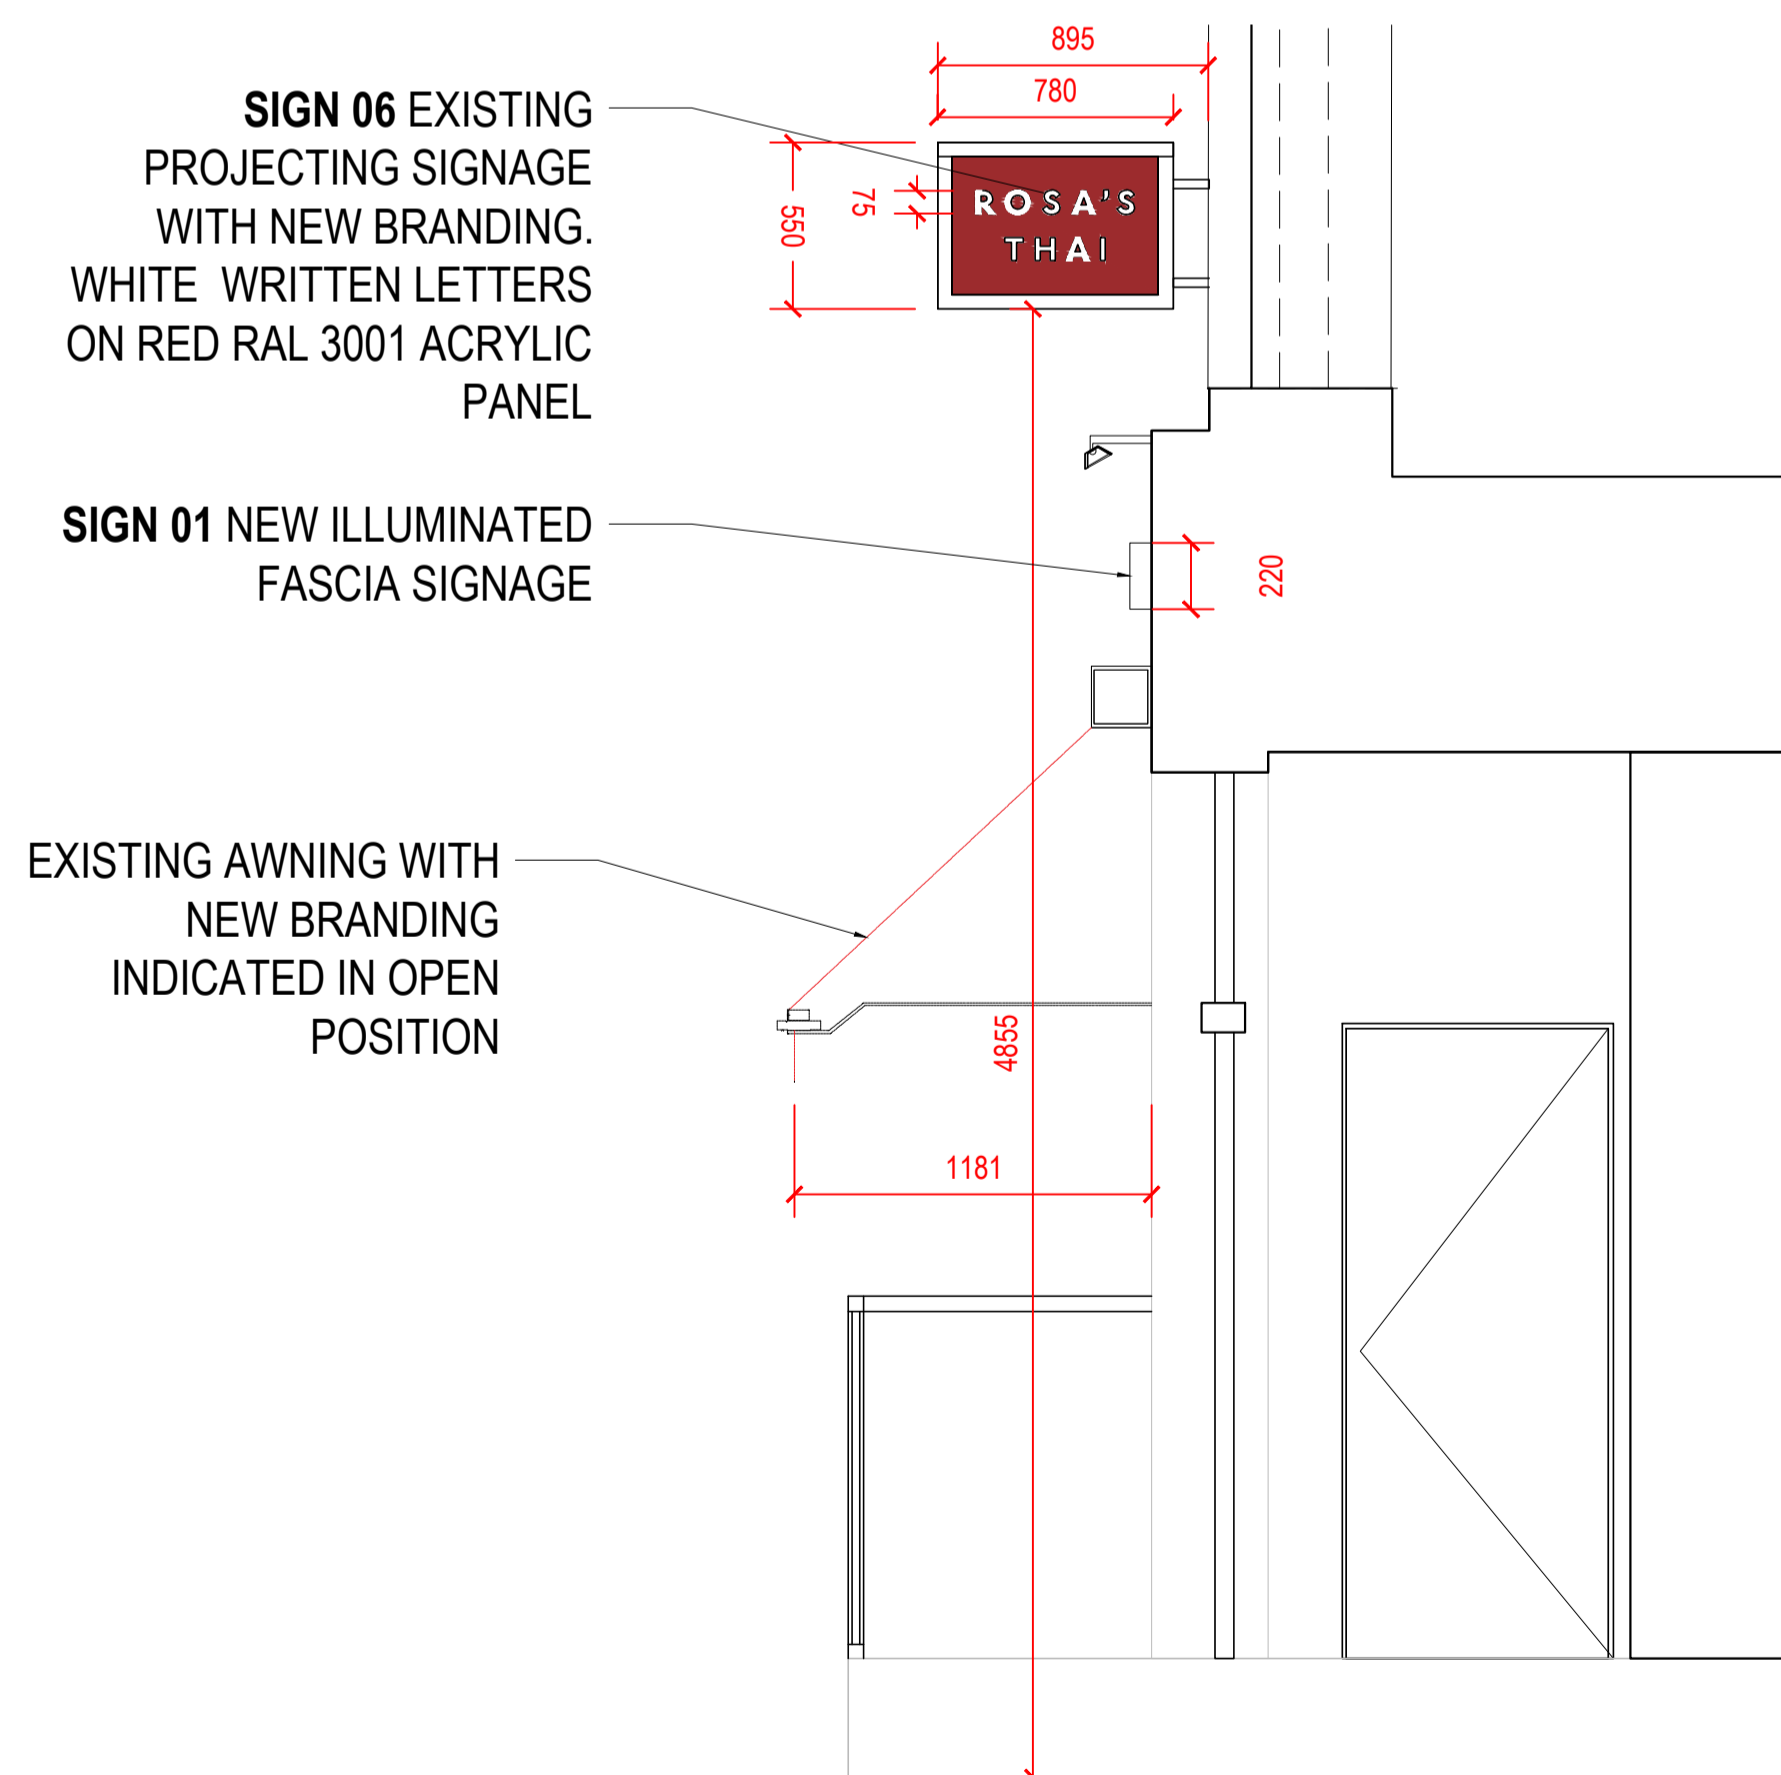 895
780
SIGN 06 EXISTING
PROJECTING SIGNAGE
WITH NEW BRANDING.
WHITE WRITTEN LETTERS
ON RED RAL 3001 ACRYLIC
PANEL
550
75
ROSA'S
THAI
SIGN 01 NEW ILLUMINATED
FASCIA SIGNAGE
220
EXISTING AWNING WITH
NEW BRANDING
INDICATED IN OPEN
POSITION
4855
1181